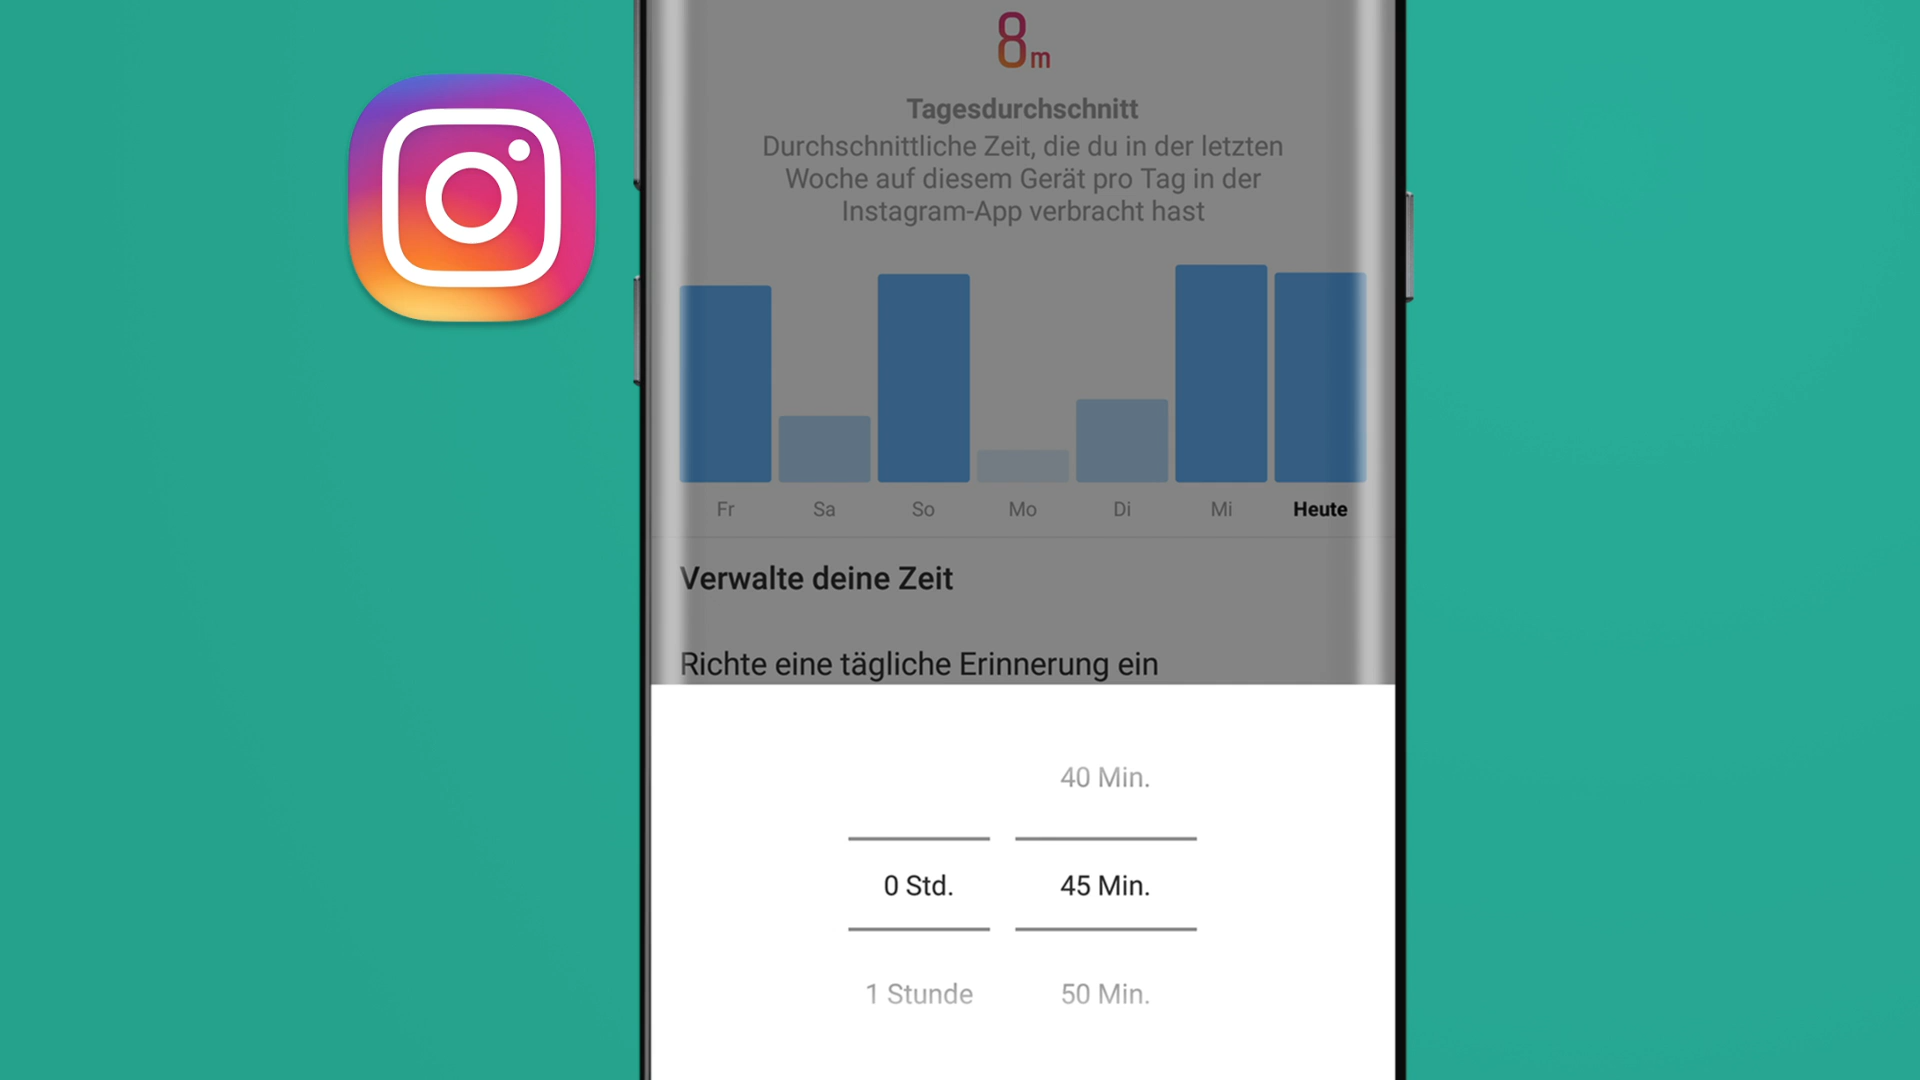 8m
Tagesdurchschnitt
Durchschnittliche Zeit, die du in der letzten
Woche auf diesem Gerät pro Tag in der
Instagram-App verbracht hast
Fr Sa So Mo Di Mi Heute
Verwalte deine Zeit
Richte eine tägliche Erinnerung ein
40 Min.
0 Std. 45 Min.
1 Stunde 50 Min.